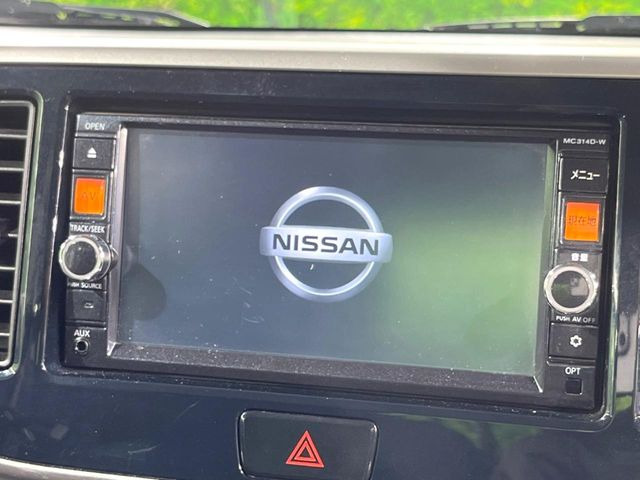 OPEN
MC314D-W
メニュー
AV
現在地
TRACK/SEEK
音量
NISSAN
PUSH SOURCE
PUSH AV OFF
AUX
OPT